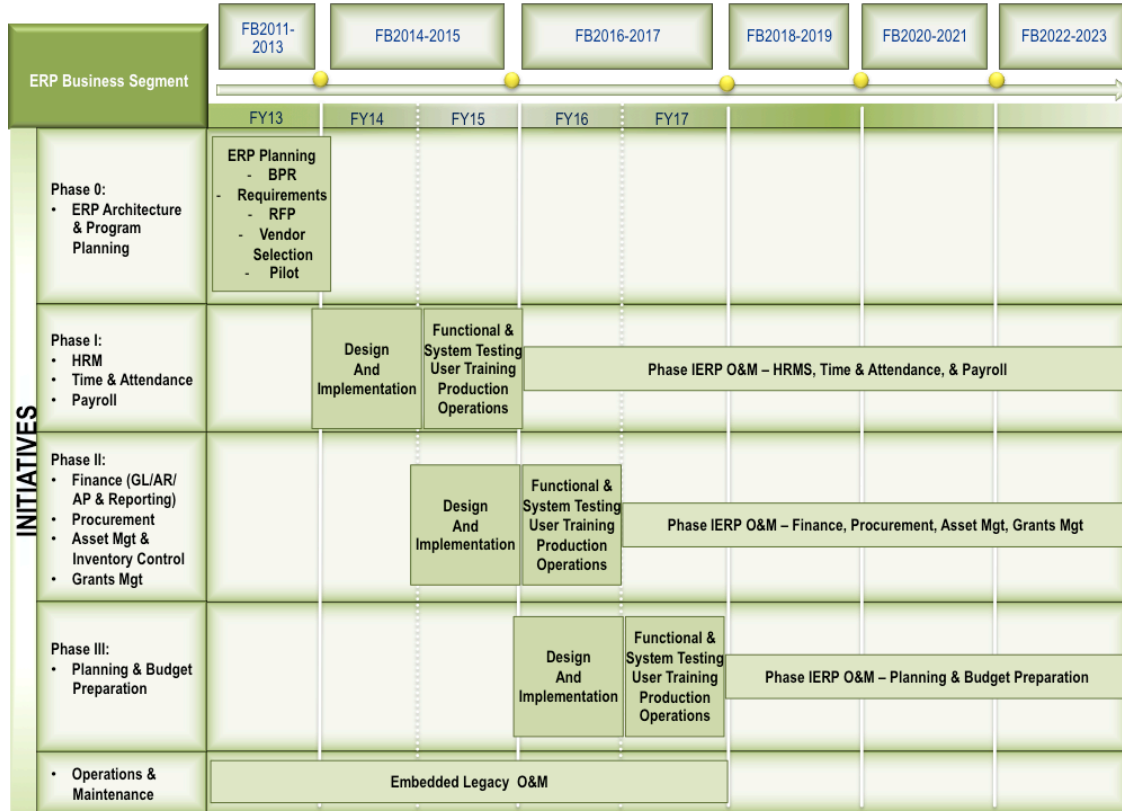 ERP Business Segment
FB2011-
2013
FB2014-2015
FB2016-2017
FB2018-2019
FB2020-2021
FB2022-2023
FY13
FY14
FY15
FY16
FY17
INITIATIVES
Phase 0:
• ERP Architecture
& Program
Planning
ERP Planning
- BPR
- Requirements
- RFP
- Vendor
Selection
- Pilot
Phase I:
• HRM
• Time & Attendance
• Payroll
Design
And
Implementation
Functional &
System Testing
User Training
Production
Operations
Phase IERP O&M – HRMS, Time & Attendance, & Payroll
Phase II:
• Finance (GL/AR/
AP & Reporting)
• Procurement
• Asset Mgt &
Inventory Control
• Grants Mgt
Design
And
Implementation
Functional &
System Testing
User Training
Production
Operations
Phase IERP O&M – Finance, Procurement, Asset Mgt, Grants Mgt
Phase III:
• Planning & Budget
Preparation
Design
And
Implementation
Functional &
System Testing
User Training
Production
Operations
Phase IERP O&M – Planning & Budget Preparation
• Operations &
Maintenance
Embedded Legacy O&M